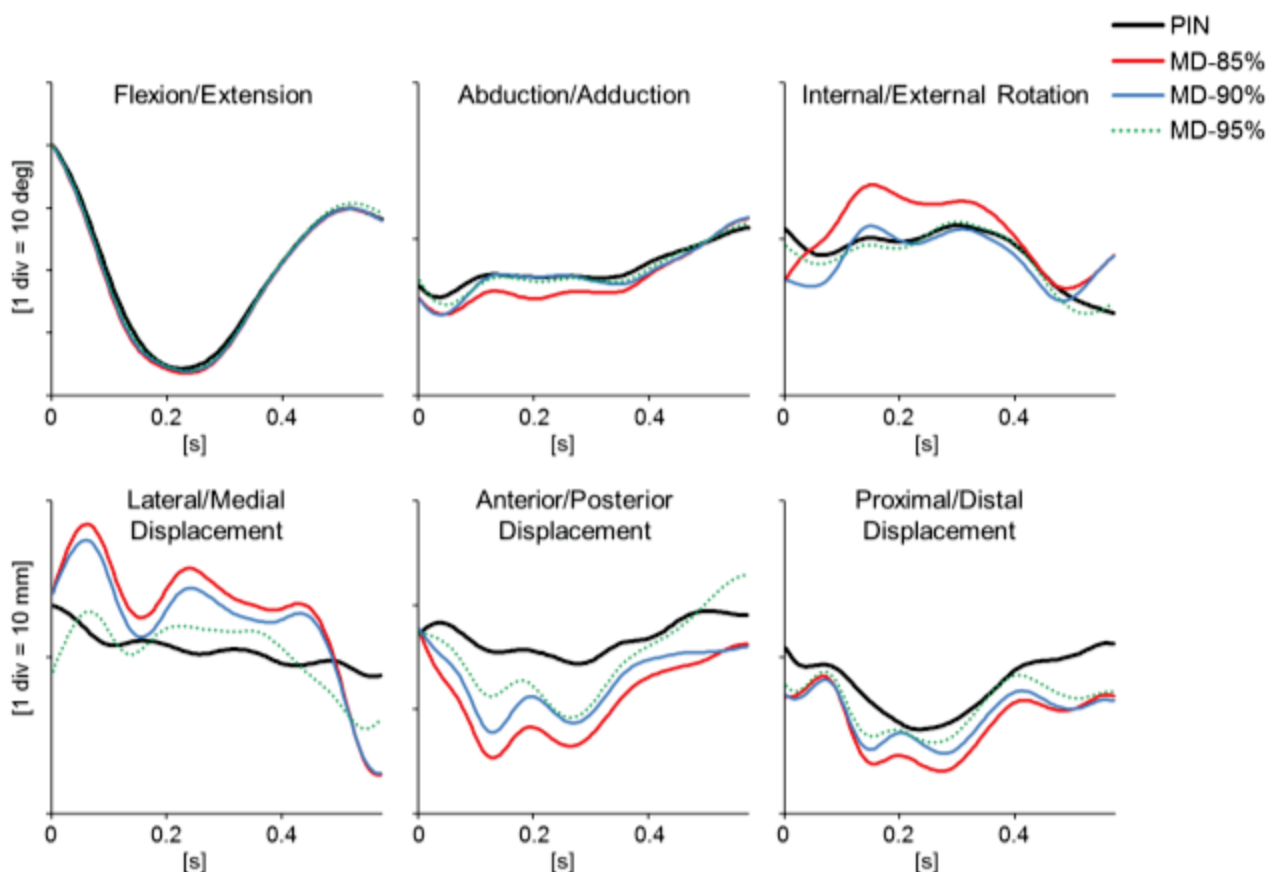 PIN
MD-85%
MD-90%
MD-95%
Flexion/Extension
Abduction/Adduction
Internal/External Rotation
[1 div = 10 deg]
0 0.2 0.4
[s]
0 0.2 0.4
[s]
0 0.2 0.4
[s]
Lateral/Medial
Displacement
Anterior/Posterior
Displacement
Proximal/Distal
Displacement
[1 div = 10 mm]
0 0.2 0.4
[s]
0 0.2 0.4
[s]
0 0.2 0.4
[s]